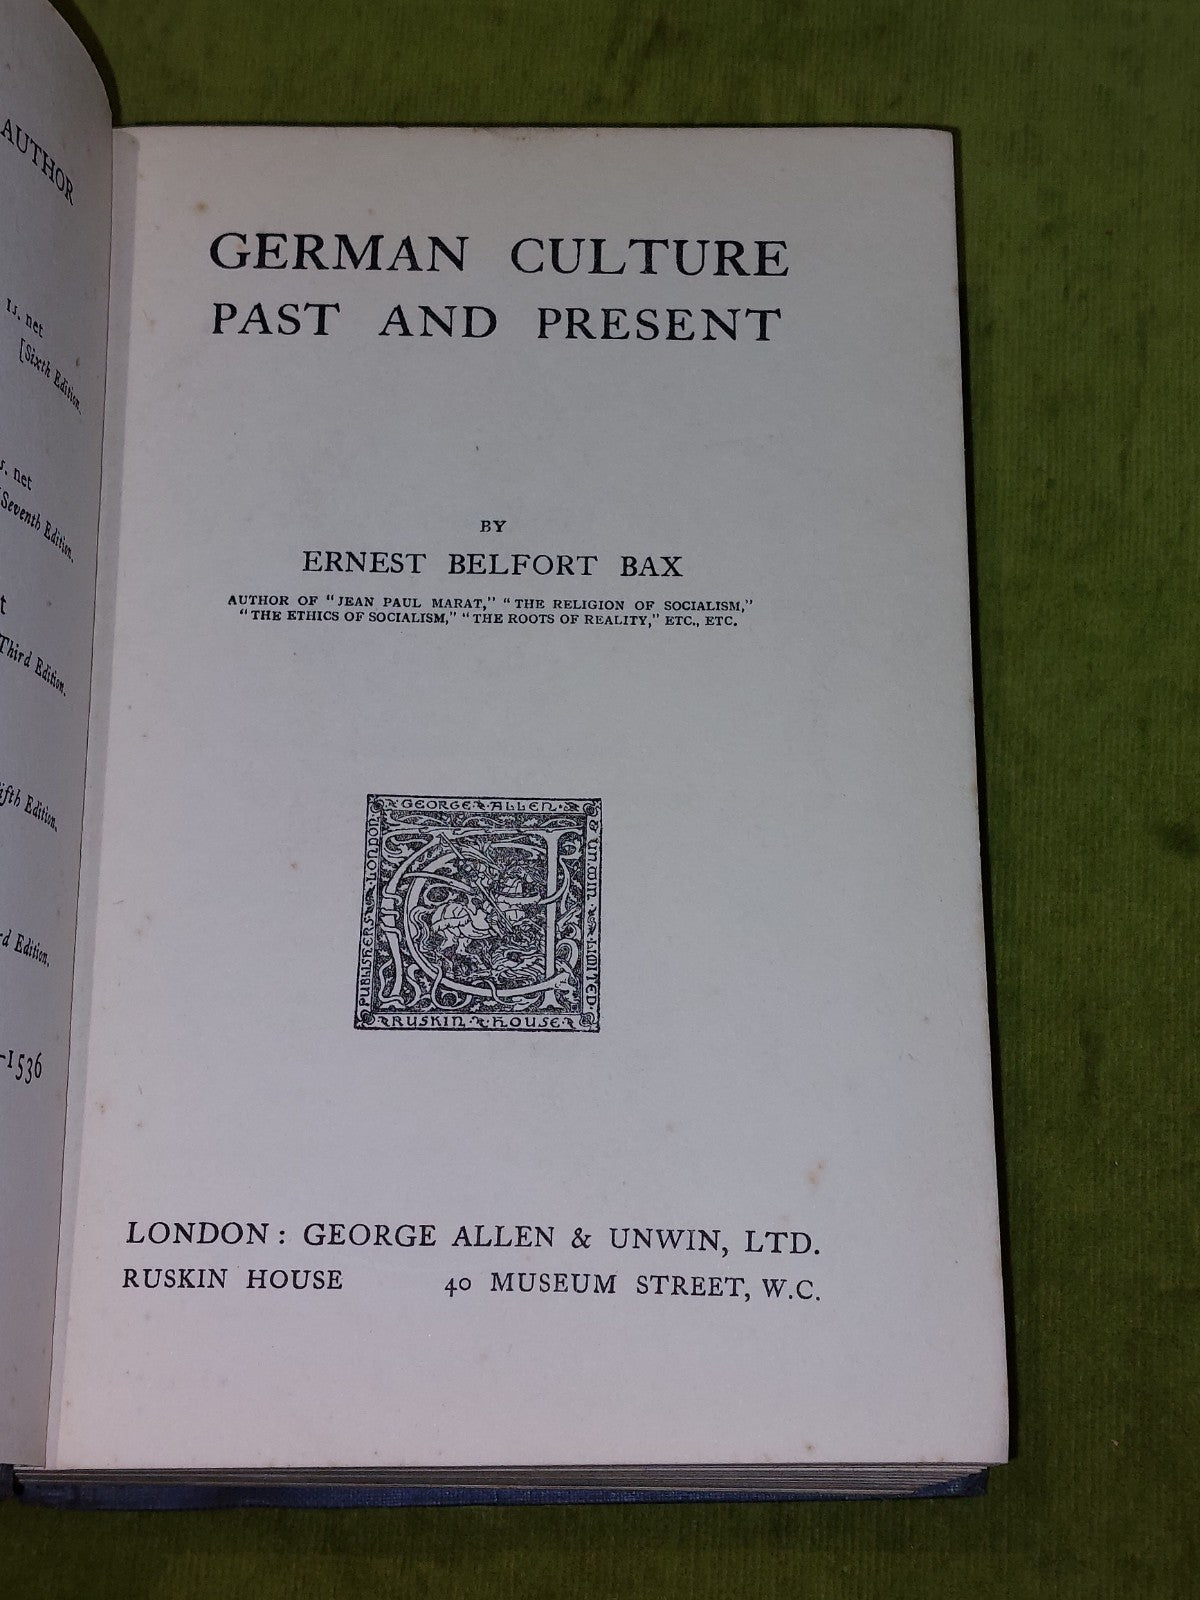 AUTHOR
1s. net
[Sixth Edition.
net
Seventh Edition.
Third Edition.
Edition.
Edition.
-1536
GERMAN CULTURE
PAST AND PRESENT
BY
ERNEST BELFORT BAX
AUTHOR OF "JEAN PAUL MARAT," "THE RELIGION OF SOCIALISM,"
"THE ETHICS OF SOCIALISM," "THE ROOTS OF REALITY," ETC., ETC.
GEORGE ALLEN
& UNWIN LIMITED
PUBLISHERS LONDON
RUSKIN HOUSE
LONDON: GEORGE ALLEN & UNWIN, LTD.
RUSKIN HOUSE 40 MUSEUM STREET, W.C.